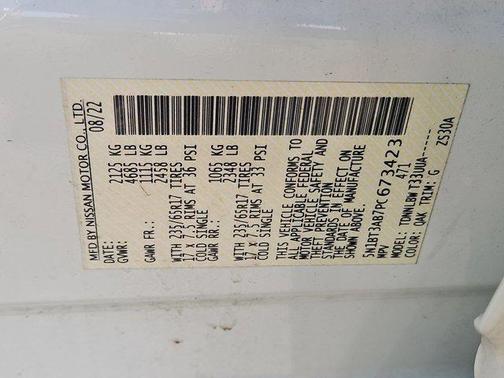 MFD BY NISSAN MOTOR CO., LTD.
DATE: 08/22
GVWR: 2125 KG
4685 LB
GAWR FR.: 1115 KG
2458 LB
WITH 235/65R17 TIRES
17 X 7.5 RIMS AT 36 PSI
COLD SINGLE
GAWR RR.: 1065 KG
2348 LB
WITH 235/65R17 TIRES
17 X 7.5 RIMS AT 33 PSI
COLD SINGLE
THIS VEHICLE CONFORMS TO
ALL APPLICABLE FEDERAL
MOTOR VEHICLE SAFETY AND
THEFT PREVENTION
STANDARDS IN EFFECT ON
THE DATE OF MANUFACTURE
SHOWN ABOVE.
5N1BT3AB7PC673423
MPV 471
MODEL: T33UUA-----
COLOR: QAK TRIM: G
ZS30A